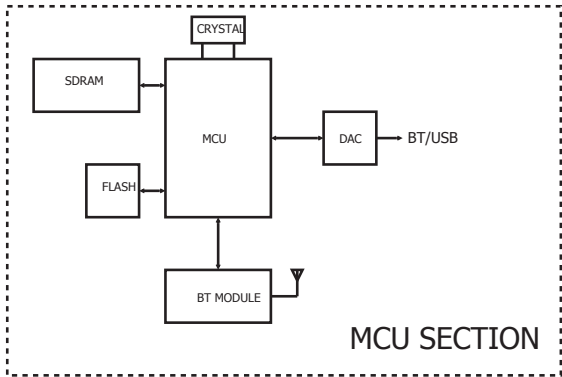 CRYSTAL
SDRAM
MCU
DAC
BT/USB
FLASH
BT MODULE
MCU SECTION